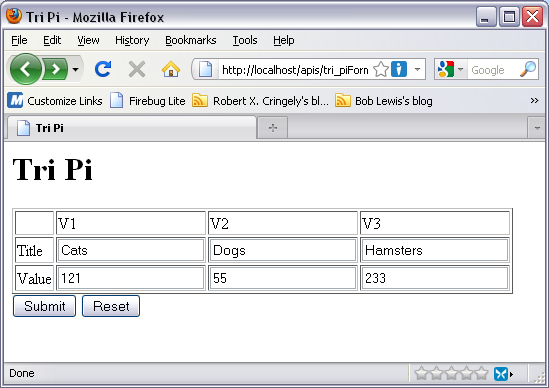 Tri Pi - Mozilla Firefox
File Edit View History Bookmarks Tools Help
http://localhost/apis/tri_piForn Google
Customize Links Firebug Lite Robert X. Cringely's bl... Bob Lewis's blog
Tri Pi
Tri Pi
V1 V2 V3
Title Cats Dogs Hamsters
Value 121 55 233
Submit Reset
Done